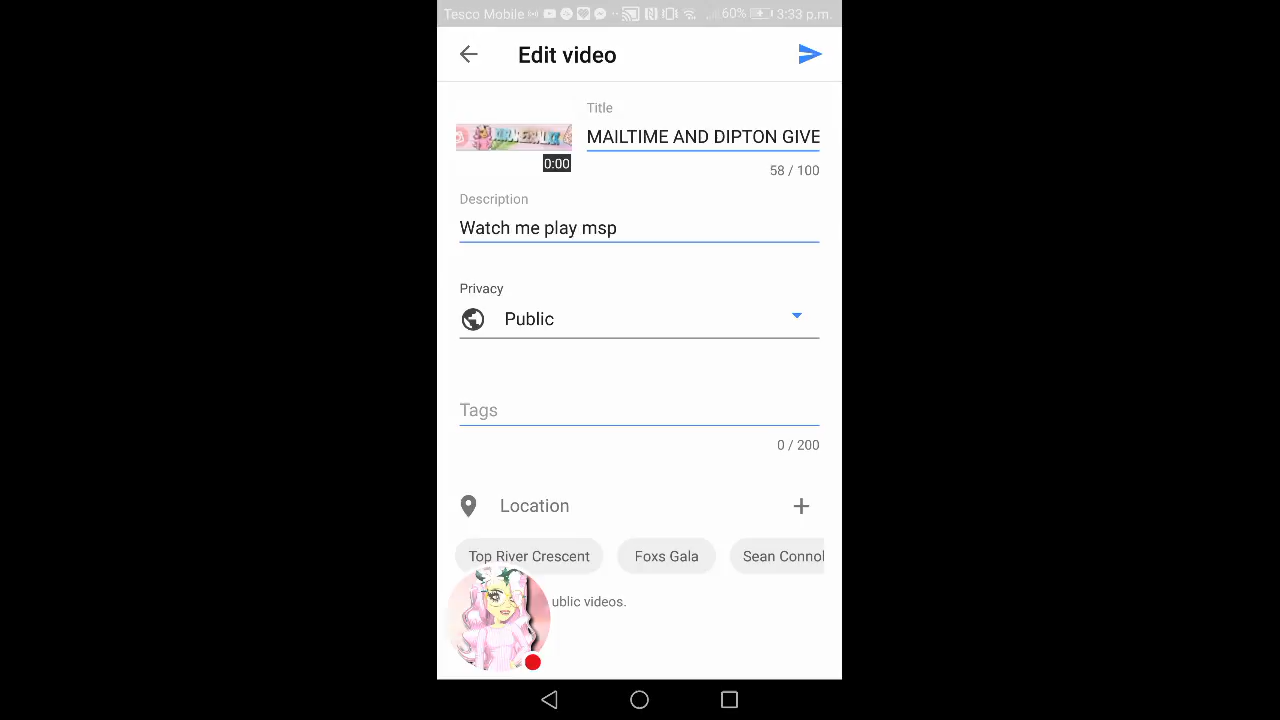 Tesco Mobile 60% 3:33 p.m.
Edit video
Title
MAILTIME AND DIPTON GIVE
0:00
58 / 100
Description
Watch me play msp
Privacy
Public
Tags
0 / 200
Location
Top River Crescent Foxs Gala Sean Connol
ublic videos.